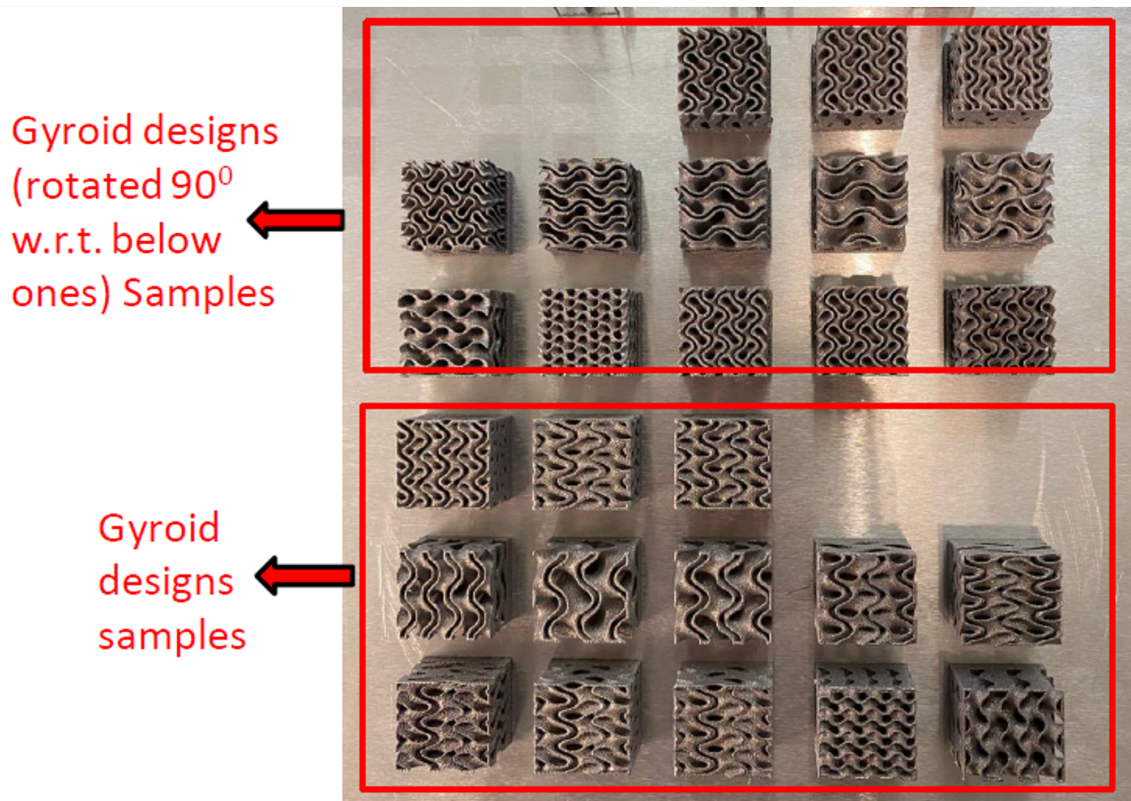 Gyroid designs
(rotated 90⁰
w.r.t. below
ones) Samples
Gyroid
designs
samples